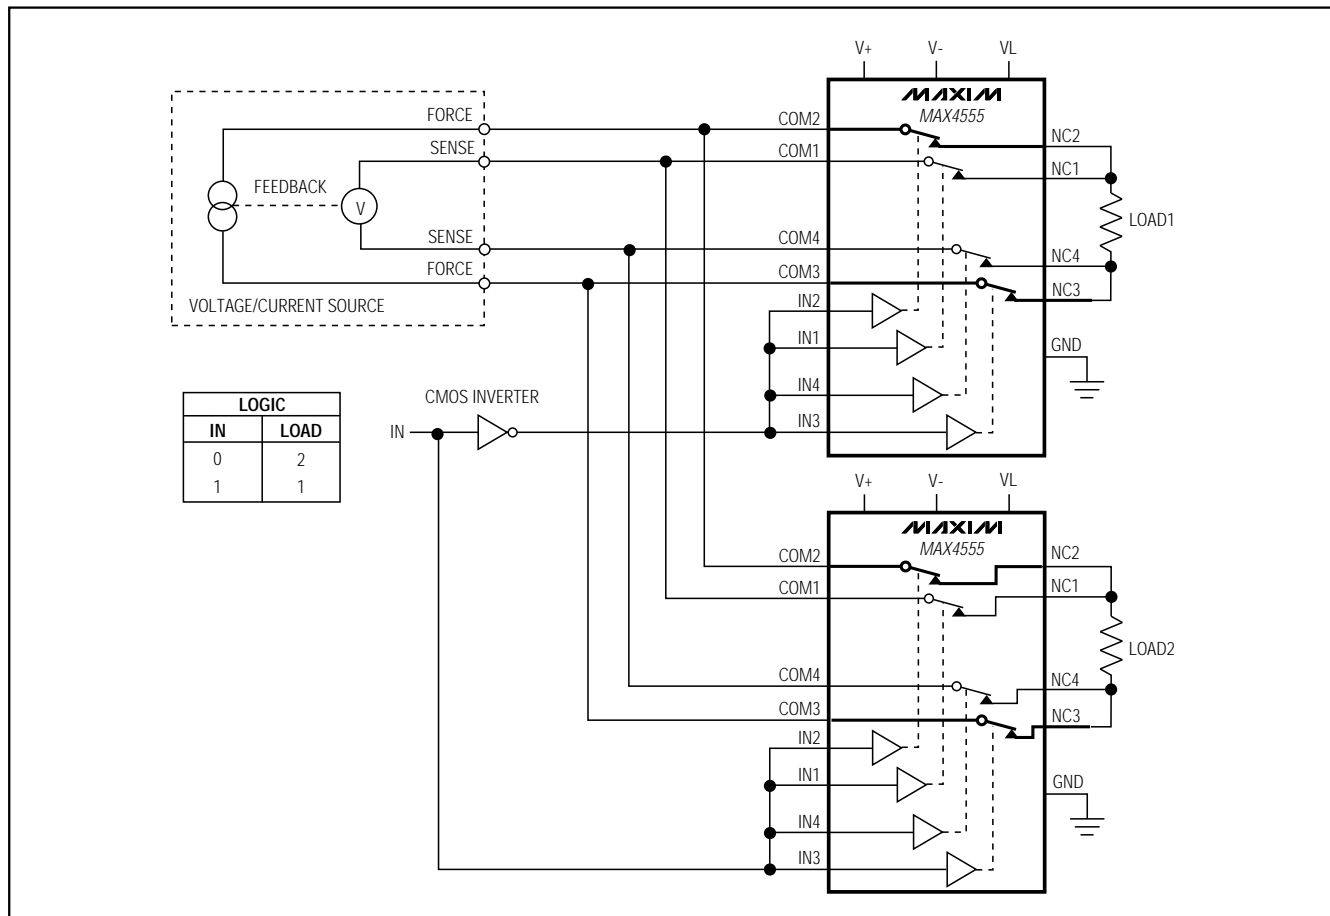 V+ V- VL
MAXIM
MAX4555
FORCE
SENSE
FEEDBACK
V
SENSE
FORCE
VOLTAGE/CURRENT SOURCE
COM2
COM1
COM4
COM3
IN2
IN1
IN4
IN3
NC2
NC1
LOAD1
NC4
NC3
GND
LOGIC
IN LOAD
0 2
1 1
CMOS INVERTER
IN
V+ V- VL
MAXIM
MAX4555
COM2
COM1
COM4
COM3
IN2
IN1
IN4
IN3
NC2
NC1
LOAD2
NC4
NC3
GND